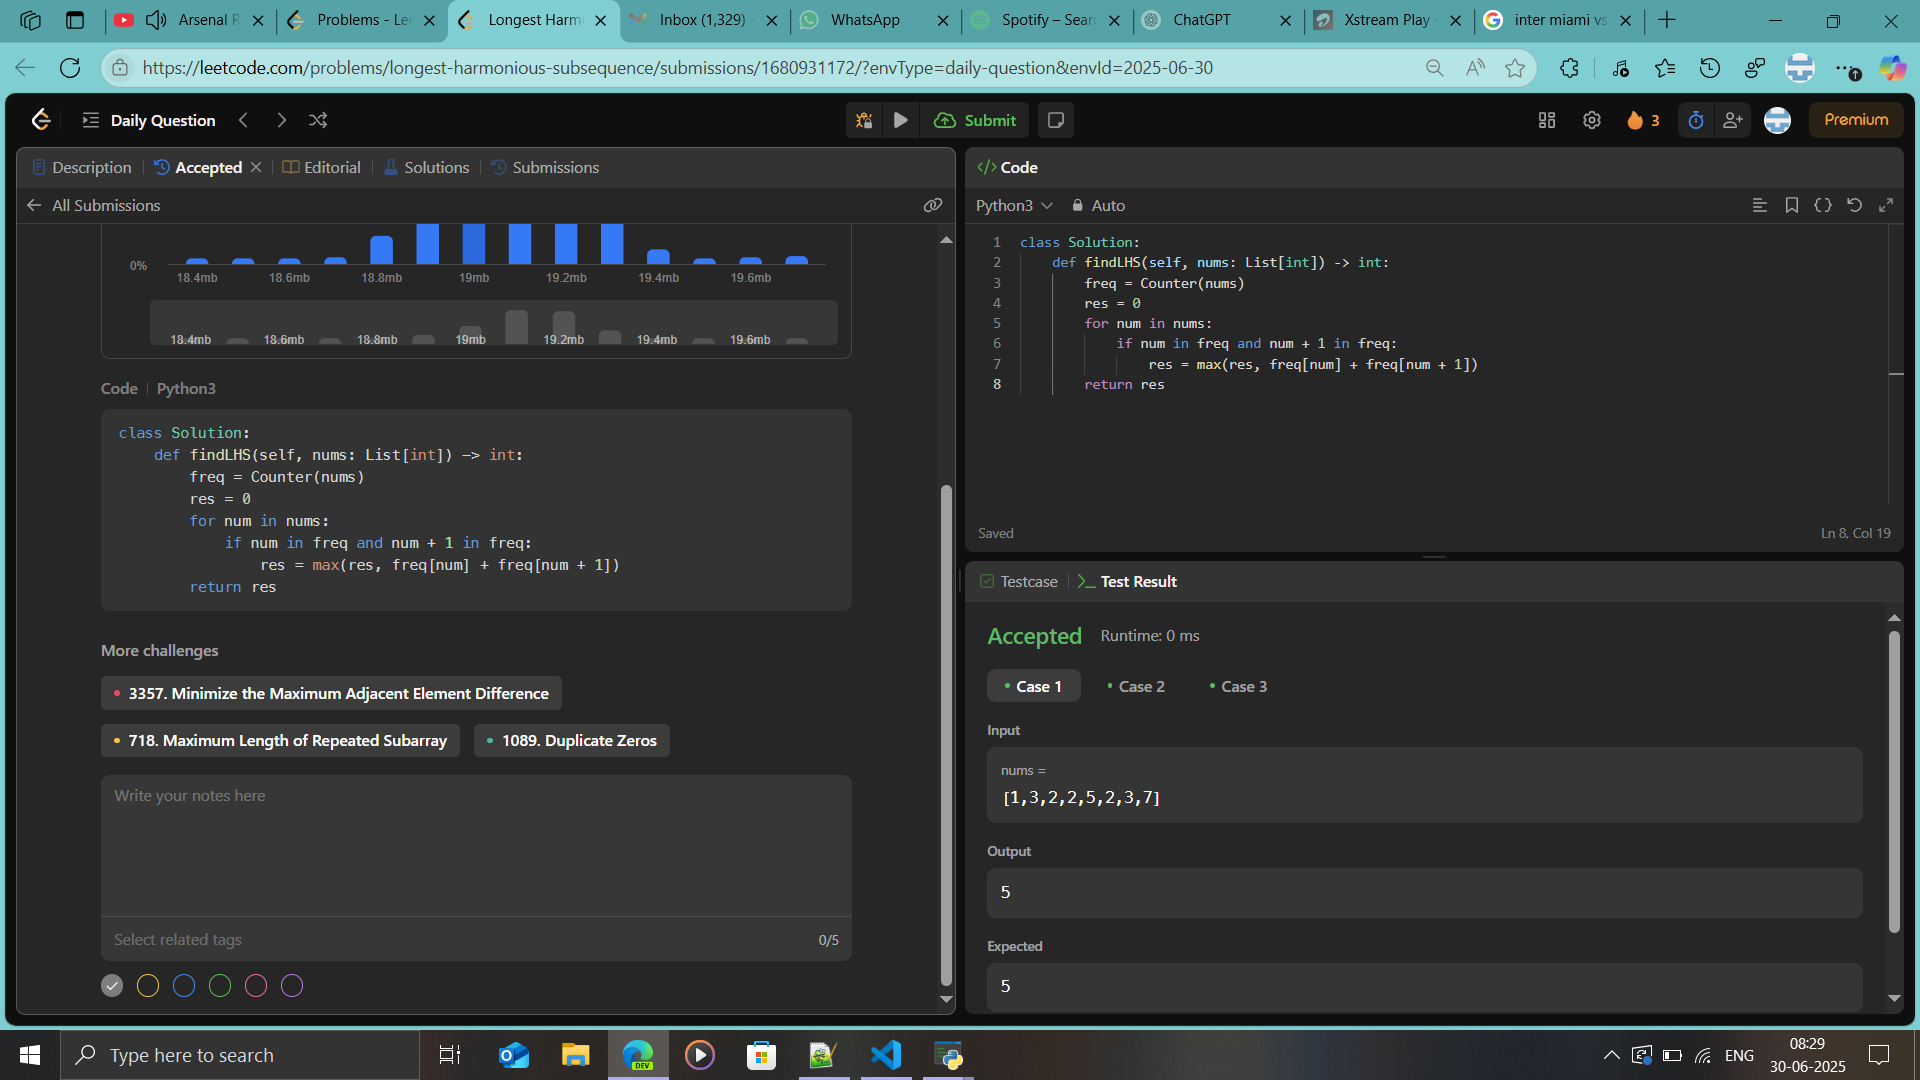 Arsenal R
Problems - Lee
Longest Harm
Inbox (1,329) -
WhatsApp
Spotify – Sear
ChatGPT
Xstream Play -
inter miami vs
https://leetcode.com/problems/longest-harmonious-subsequence/submissions/1680931172/?envType=daily-question&envId=2025-06-30
Daily Question
Submit
3
Premium
Description
Accepted
Editorial
Solutions
Submissions
All Submissions
0%
18.4mb 18.6mb 18.8mb 19mb 19.2mb 19.4mb 19.6mb
18.4mb 18.6mb 18.8mb 19mb 19.2mb 19.4mb 19.6mb
Code Python3
class Solution:
    def findLHS(self, nums: List[int]) -> int:
        freq = Counter(nums)
        res = 0
        for num in nums:
            if num in freq and num + 1 in freq:
                res = max(res, freq[num] + freq[num + 1])
        return res
More challenges
3357. Minimize the Maximum Adjacent Element Difference
718. Maximum Length of Repeated Subarray
1089. Duplicate Zeros
Write your notes here
Select related tags 0/5
</> Code
Python3 Auto
1 class Solution:
2     def findLHS(self, nums: List[int]) -> int:
3         freq = Counter(nums)
4         res = 0
5         for num in nums:
6             if num in freq and num + 1 in freq:
7                 res = max(res, freq[num] + freq[num + 1])
8         return res
Saved Ln 8, Col 19
Testcase
Test Result
Accepted Runtime: 0 ms
Case 1
Case 2
Case 3
Input
nums =
[1,3,2,2,5,2,3,7]
Output
5
Expected
5
Type here to search
DEV
ENG
08:29
30-06-2025